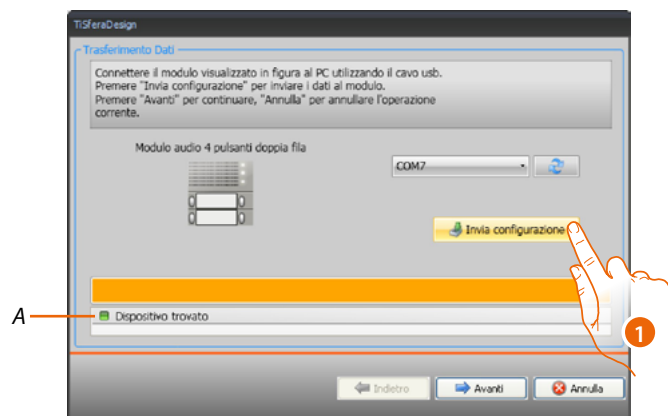 TiSferaDesign
Trasferimento Dati
Connettere il modulo visualizzato in figura al PC utilizzando il cavo usb.
Premere "Invia configurazione" per inviare i dati al modulo.
Premere "Avanti" per continuare, "Annulla" per annullare l'operazione
corrente.
Modulo audio 4 pulsanti doppia fila
COM7
Invia configurazione
A
Dispositivo trovato
1
Indietro
Avanti
Annulla